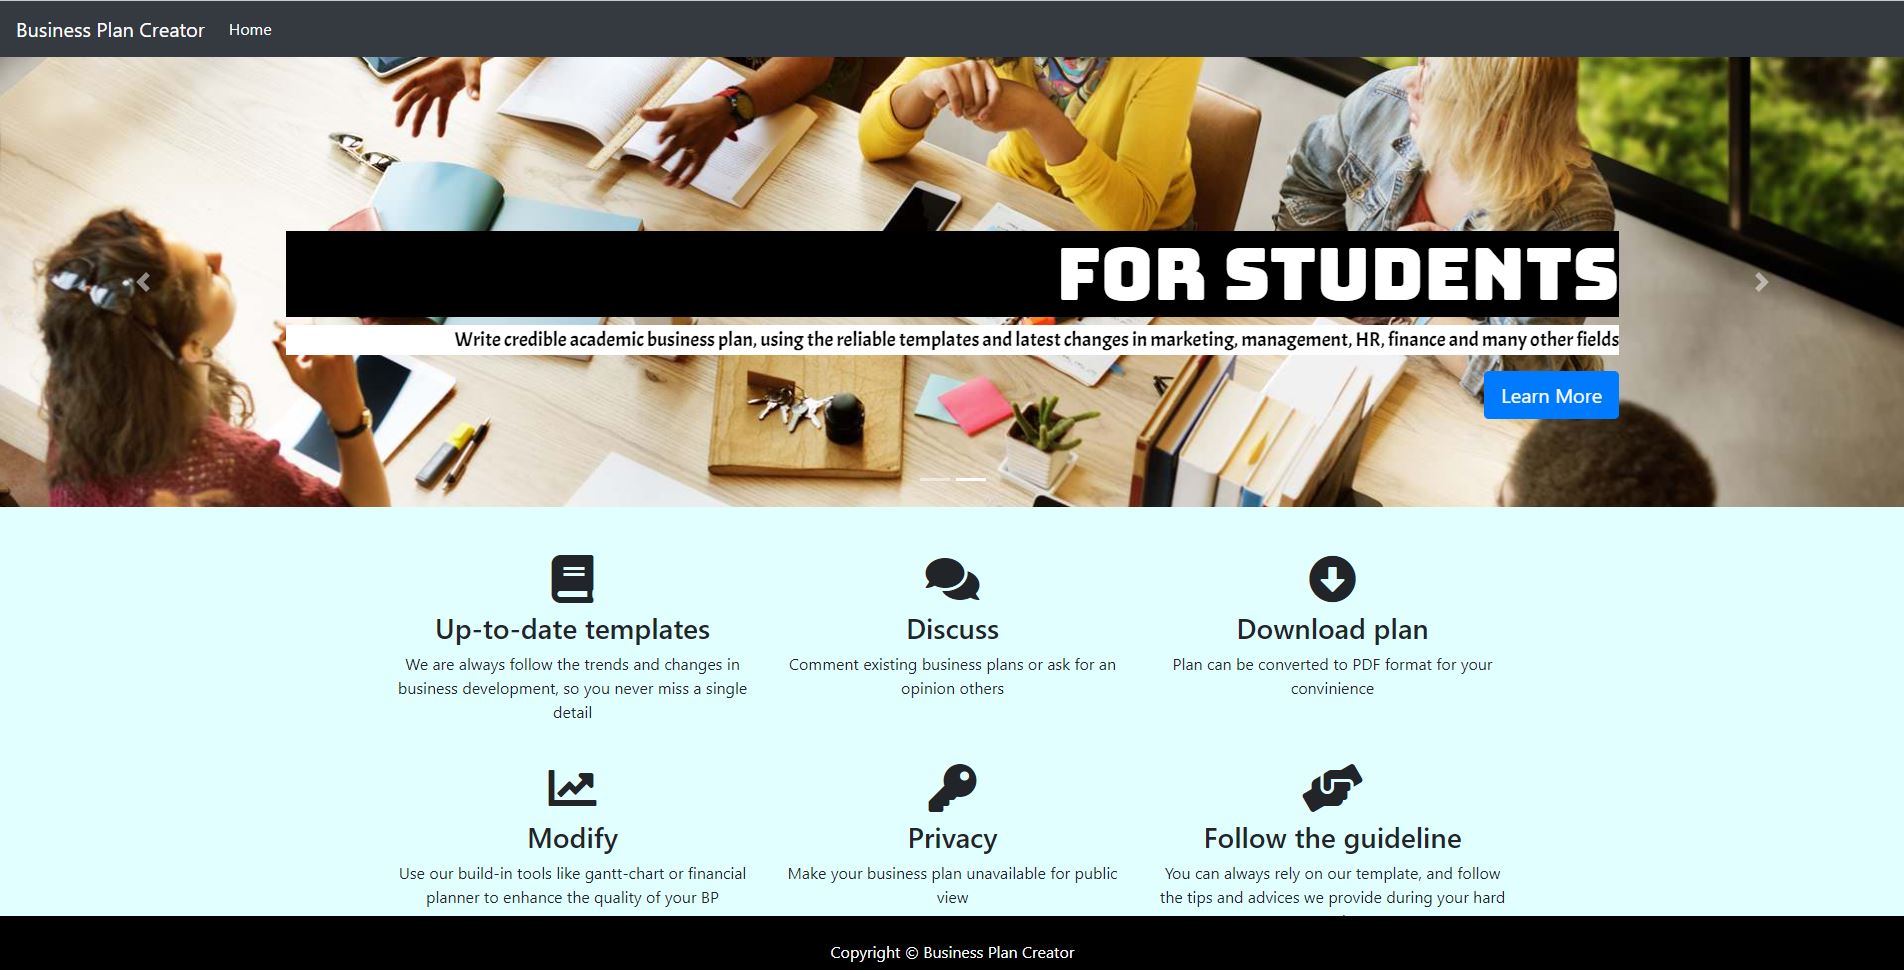 Business Plan Creator Home
FOR STUDENTS
Write credible academic business plan, using the reliable templates and latest changes in marketing, management, HR, finance and many other fields
Learn More
Up-to-date templates
We are always follow the trends and changes in
business development, so you never miss a single
detail
Discuss
Comment existing business plans or ask for an
opinion others
Download plan
Plan can be converted to PDF format for your
convinience
Modify
Use our build-in tools like gantt-chart or financial
planner to enhance the quality of your BP
Privacy
Make your business plan unavailable for public
view
Follow the guideline
You can always rely on our template, and follow
the tips and advices we provide during your hard
Copyright © Business Plan Creator